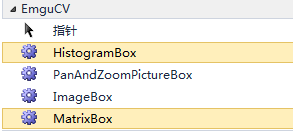 EmguCV
指针
HistogramBox
PanAndZoomPictureBox
ImageBox
MatrixBox